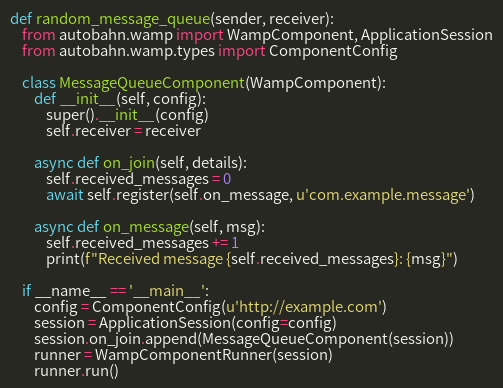 def random_message_queue(sender, receiver):
from autobahn.wamp import WampComponent, ApplicationSession
from autobahn.wamp.types import ComponentConfig
class MessageQueueComponent(WampComponent):
def __init__(self, config):
super().__init__(config)
self.receiver = receiver
async def on_join(self, details):
self.received_messages = 0
await self.register(self.on_message, u'com.example.message')
async def on_message(self, msg):
self.received_messages += 1
print(f"Received message {self.received_messages}: {msg}")
if __name__ == '__main__':
config = ComponentConfig(u'http://example.com')
session = ApplicationSession(config=config)
session.on_join.append(MessageQueueComponent(session))
runner = WampComponentRunner(session)
runner.run()